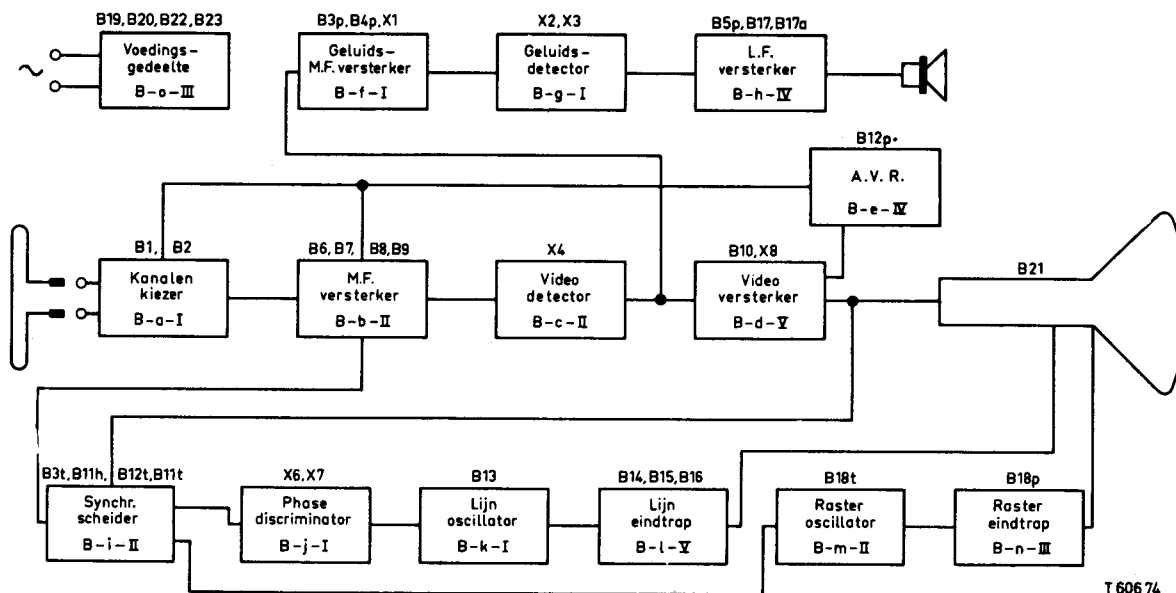 B19, B20, B22, B23
Voedings-
gedeelte
B-o-III
B3p, B4p, X1
Geluids-
M.F. versterker
B-f-I
X2, X3
Geluids-
detector
B-g-I
B5p, B17, B17a
L.F.
versterker
B-h-IV
B12p.
A.V.R.
B-e-IV
B1, B2
Kanalen
kiezer
B-a-I
B6, B7, B8, B9
M.F.
versterker
B-b-II
X4
Video
detector
B-c-II
B10, X8
Video
versterker
B-d-V
B21
B3t, B11h, B12t, B11t
Synchr.
scheider
B-i-II
X6, X7
Phase
discriminator
B-j-I
B13
Lijn
oscillator
B-k-I
B14, B15, B16
Lijn
eindtrap
B-l-V
B18t
Raster
oscillator
B-m-II
B18p
Raster
eindtrap
B-n-III
T 606 74